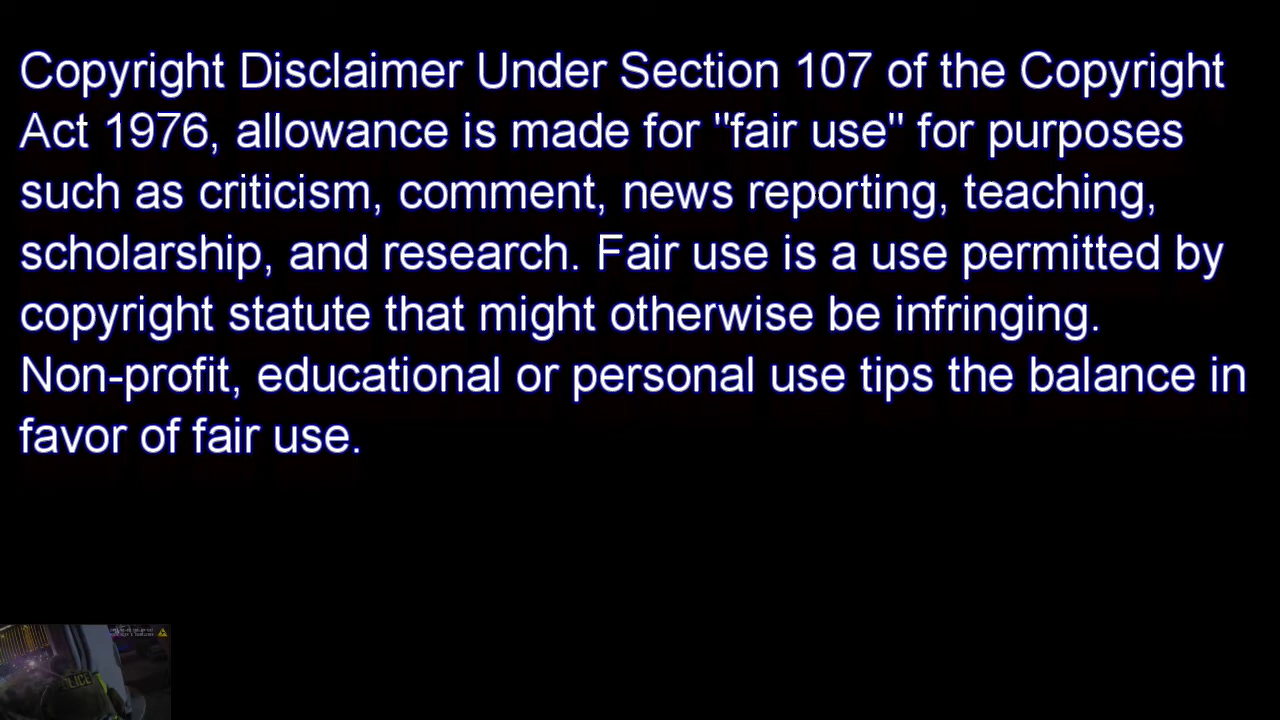 Copyright Disclaimer Under Section 107 of the Copyright
Act 1976, allowance is made for "fair use" for purposes
such as criticism, comment, news reporting, teaching,
scholarship, and research. Fair use is a use permitted by
copyright statute that might otherwise be infringing.
Non-profit, educational or personal use tips the balance in
favor of fair use.